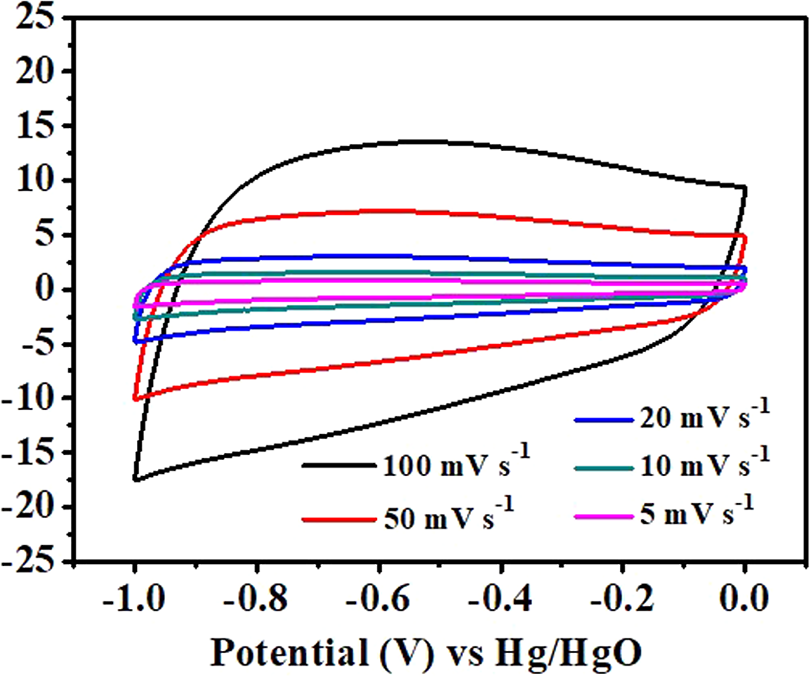 25
20
15
10
5
0
-5
-10
-15
-20
-25
20 mV s⁻¹
100 mV s⁻¹
10 mV s⁻¹
50 mV s⁻¹
5 mV s⁻¹
-1.0 -0.8 -0.6 -0.4 -0.2 0.0
Potential (V) vs Hg/HgO